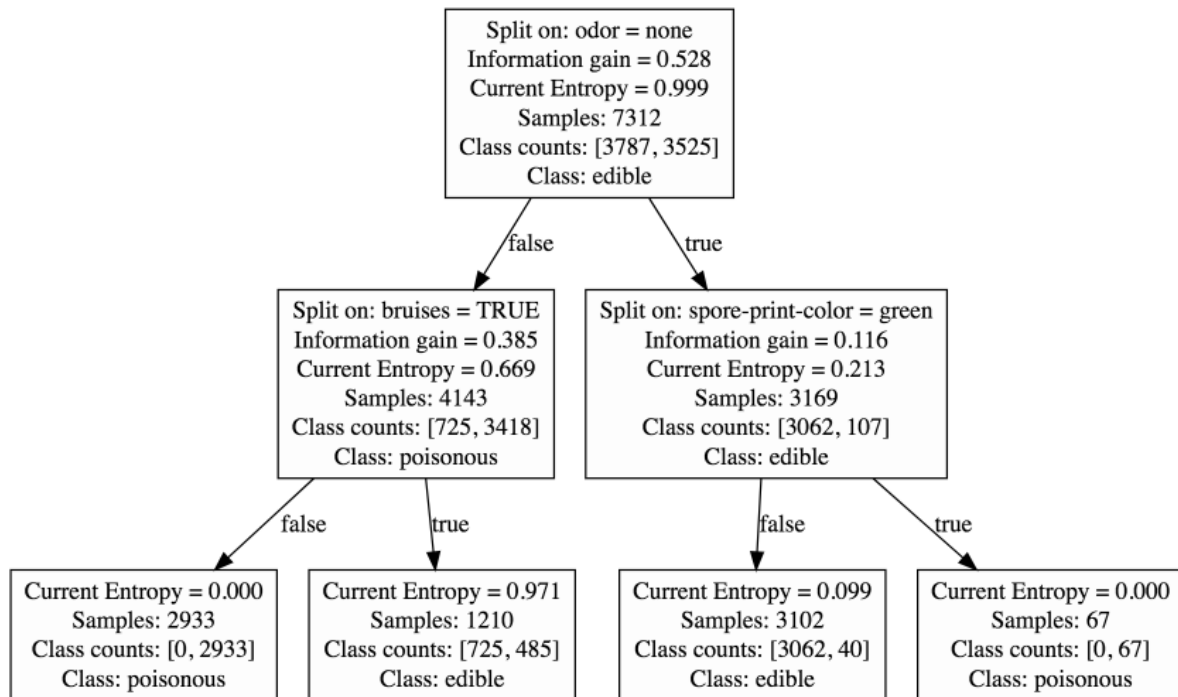 Split on: odor = none
Information gain = 0.528
Current Entropy = 0.999
Samples: 7312
Class counts: [3787, 3525]
Class: edible
false
true
Split on: bruises = TRUE
Information gain = 0.385
Current Entropy = 0.669
Samples: 4143
Class counts: [725, 3418]
Class: poisonous
Split on: spore-print-color = green
Information gain = 0.116
Current Entropy = 0.213
Samples: 3169
Class counts: [3062, 107]
Class: edible
false
true
false
true
Current Entropy = 0.000
Samples: 2933
Class counts: [0, 2933]
Class: poisonous
Current Entropy = 0.971
Samples: 1210
Class counts: [725, 485]
Class: edible
Current Entropy = 0.099
Samples: 3102
Class counts: [3062, 40]
Class: edible
Current Entropy = 0.000
Samples: 67
Class counts: [0, 67]
Class: poisonous